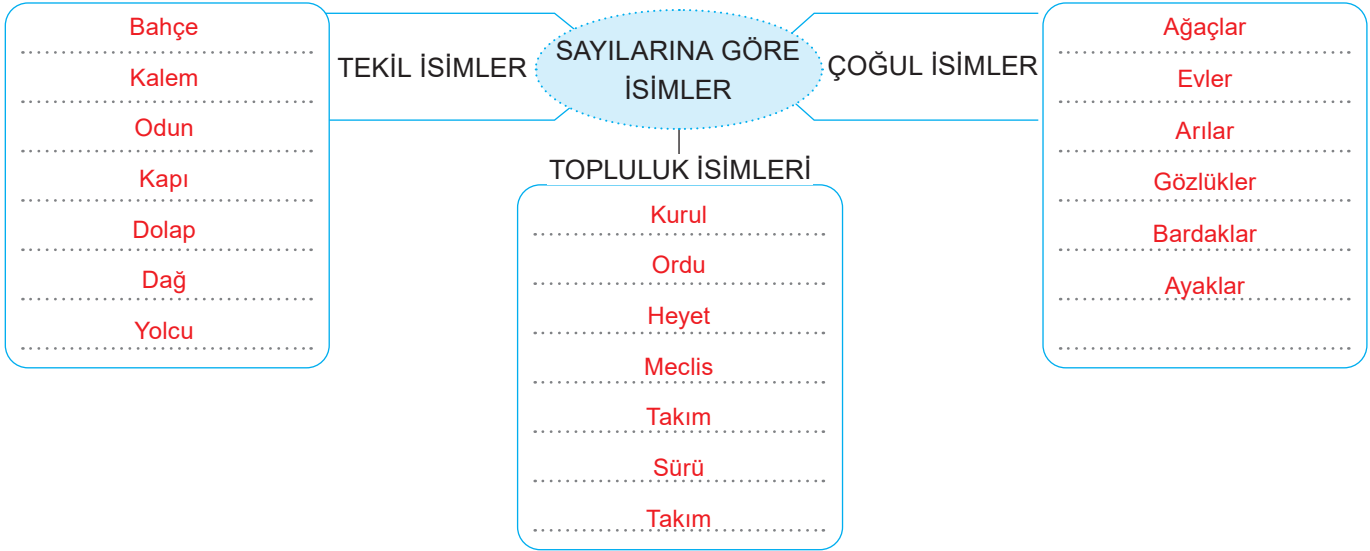 SAYILARINA GÖRE
İSİMLER
TEKİL İSİMLER
Bahçe
Kalem
Odun
Kapı
Dolap
Dağ
Yolcu
TOPLULUK İSİMLERİ
Kurul
Ordu
Heyet
Meclis
Takım
Sürü
Takım
ÇOĞUL İSİMLER
Ağaçlar
Evler
Arılar
Gözlükler
Bardaklar
Ayaklar